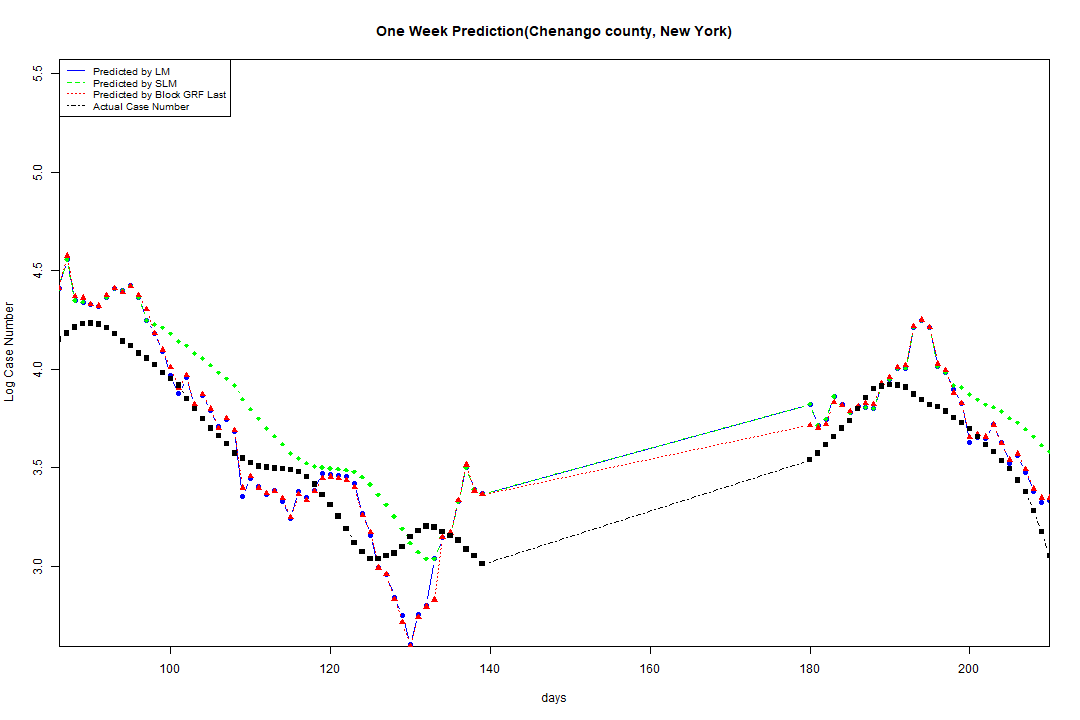 One Week Prediction(Chenango county, New York)
Predicted by LM
Predicted by SLM
Predicted by Block GRF Last
Actual Case Number
5.5
5.0
4.5
4.0
3.5
3.0
Log Case Number
100 120 140 160 180 200
days